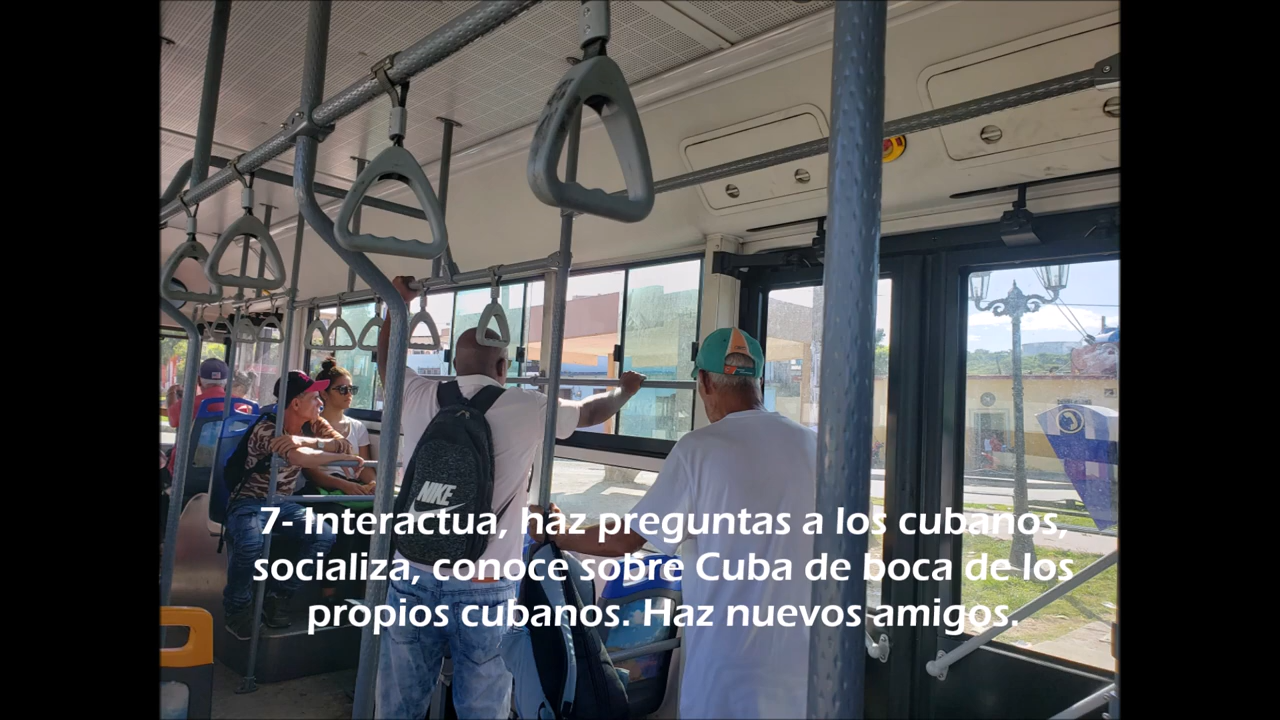 NIKE
7- Interactua, haz preguntas a los cubanos,
socializa, conoce sobre Cuba de boca de los
propios cubanos. Haz nuevos amigos.